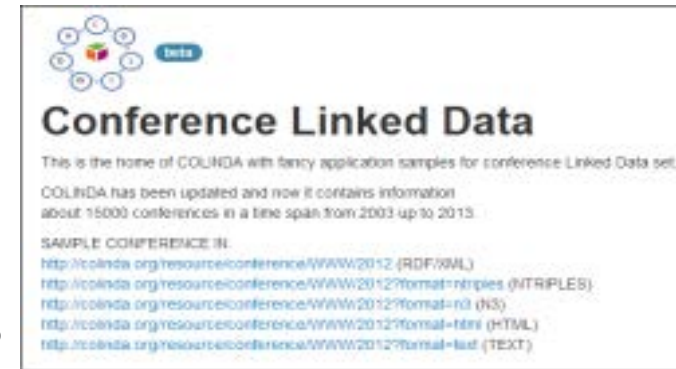 beta
Conference Linked Data
This is the home of COLINDA with fancy application samples for conference Linked Data set
COLINDA has been updated and now it contains information
about 15000 conferences in a time span from 2003 up to 2013.
SAMPLE CONFERENCE IN:
http://colinda.org/resource/conference/WWW/2012 (RDF/XML)
http://colinda.org/resource/conference/WWW/2012?format=ntriples (NTRIPLES)
http://colinda.org/resource/conference/WWW/2012?format=n3 (N3)
http://colinda.org/resource/conference/WWW/2012?format=html (HTML)
http://colinda.org/resource/conference/WWW/2012?format=text (TEXT)